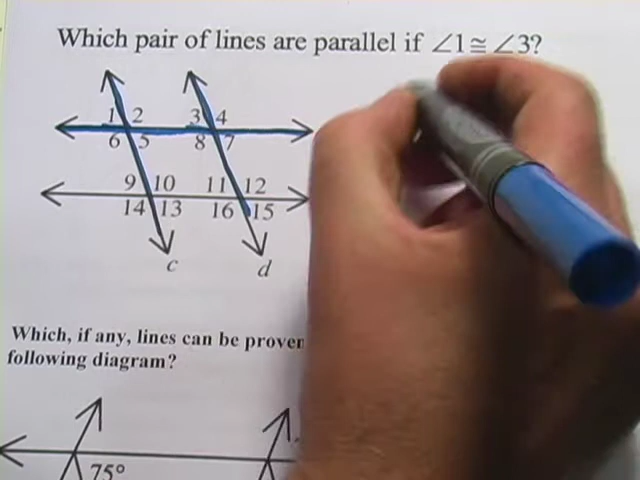 Which pair of lines are parallel if ∠1 ≅ ∠3?
1 2 3 4
6 5 8 7
9 10 11 12
14 13 16 15
c d
Which, if any, lines can be proven
following diagram?
75°